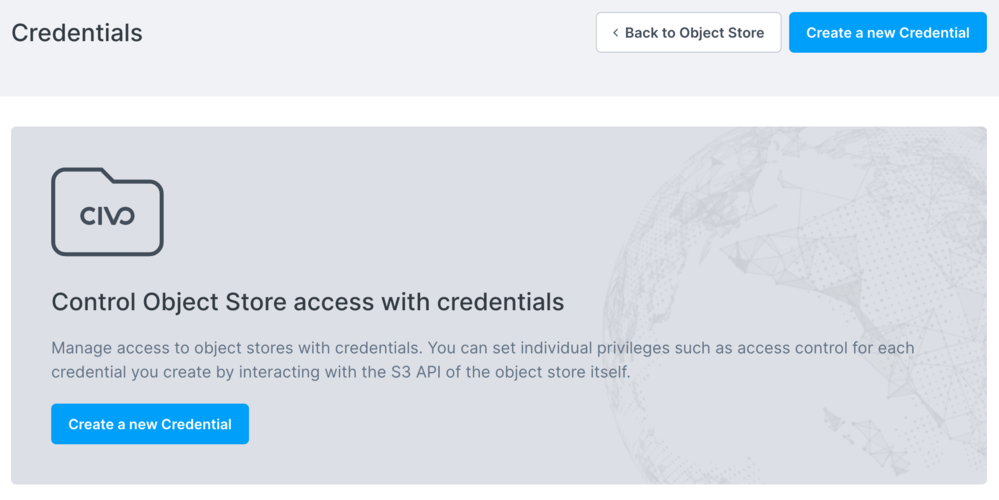 Credentials
‹ Back to Object Store
Create a new Credential
CIVO
Control Object Store access with credentials
Manage access to object stores with credentials. You can set individual privileges such as access control for each
credential you create by interacting with the S3 API of the object store itself.
Create a new Credential